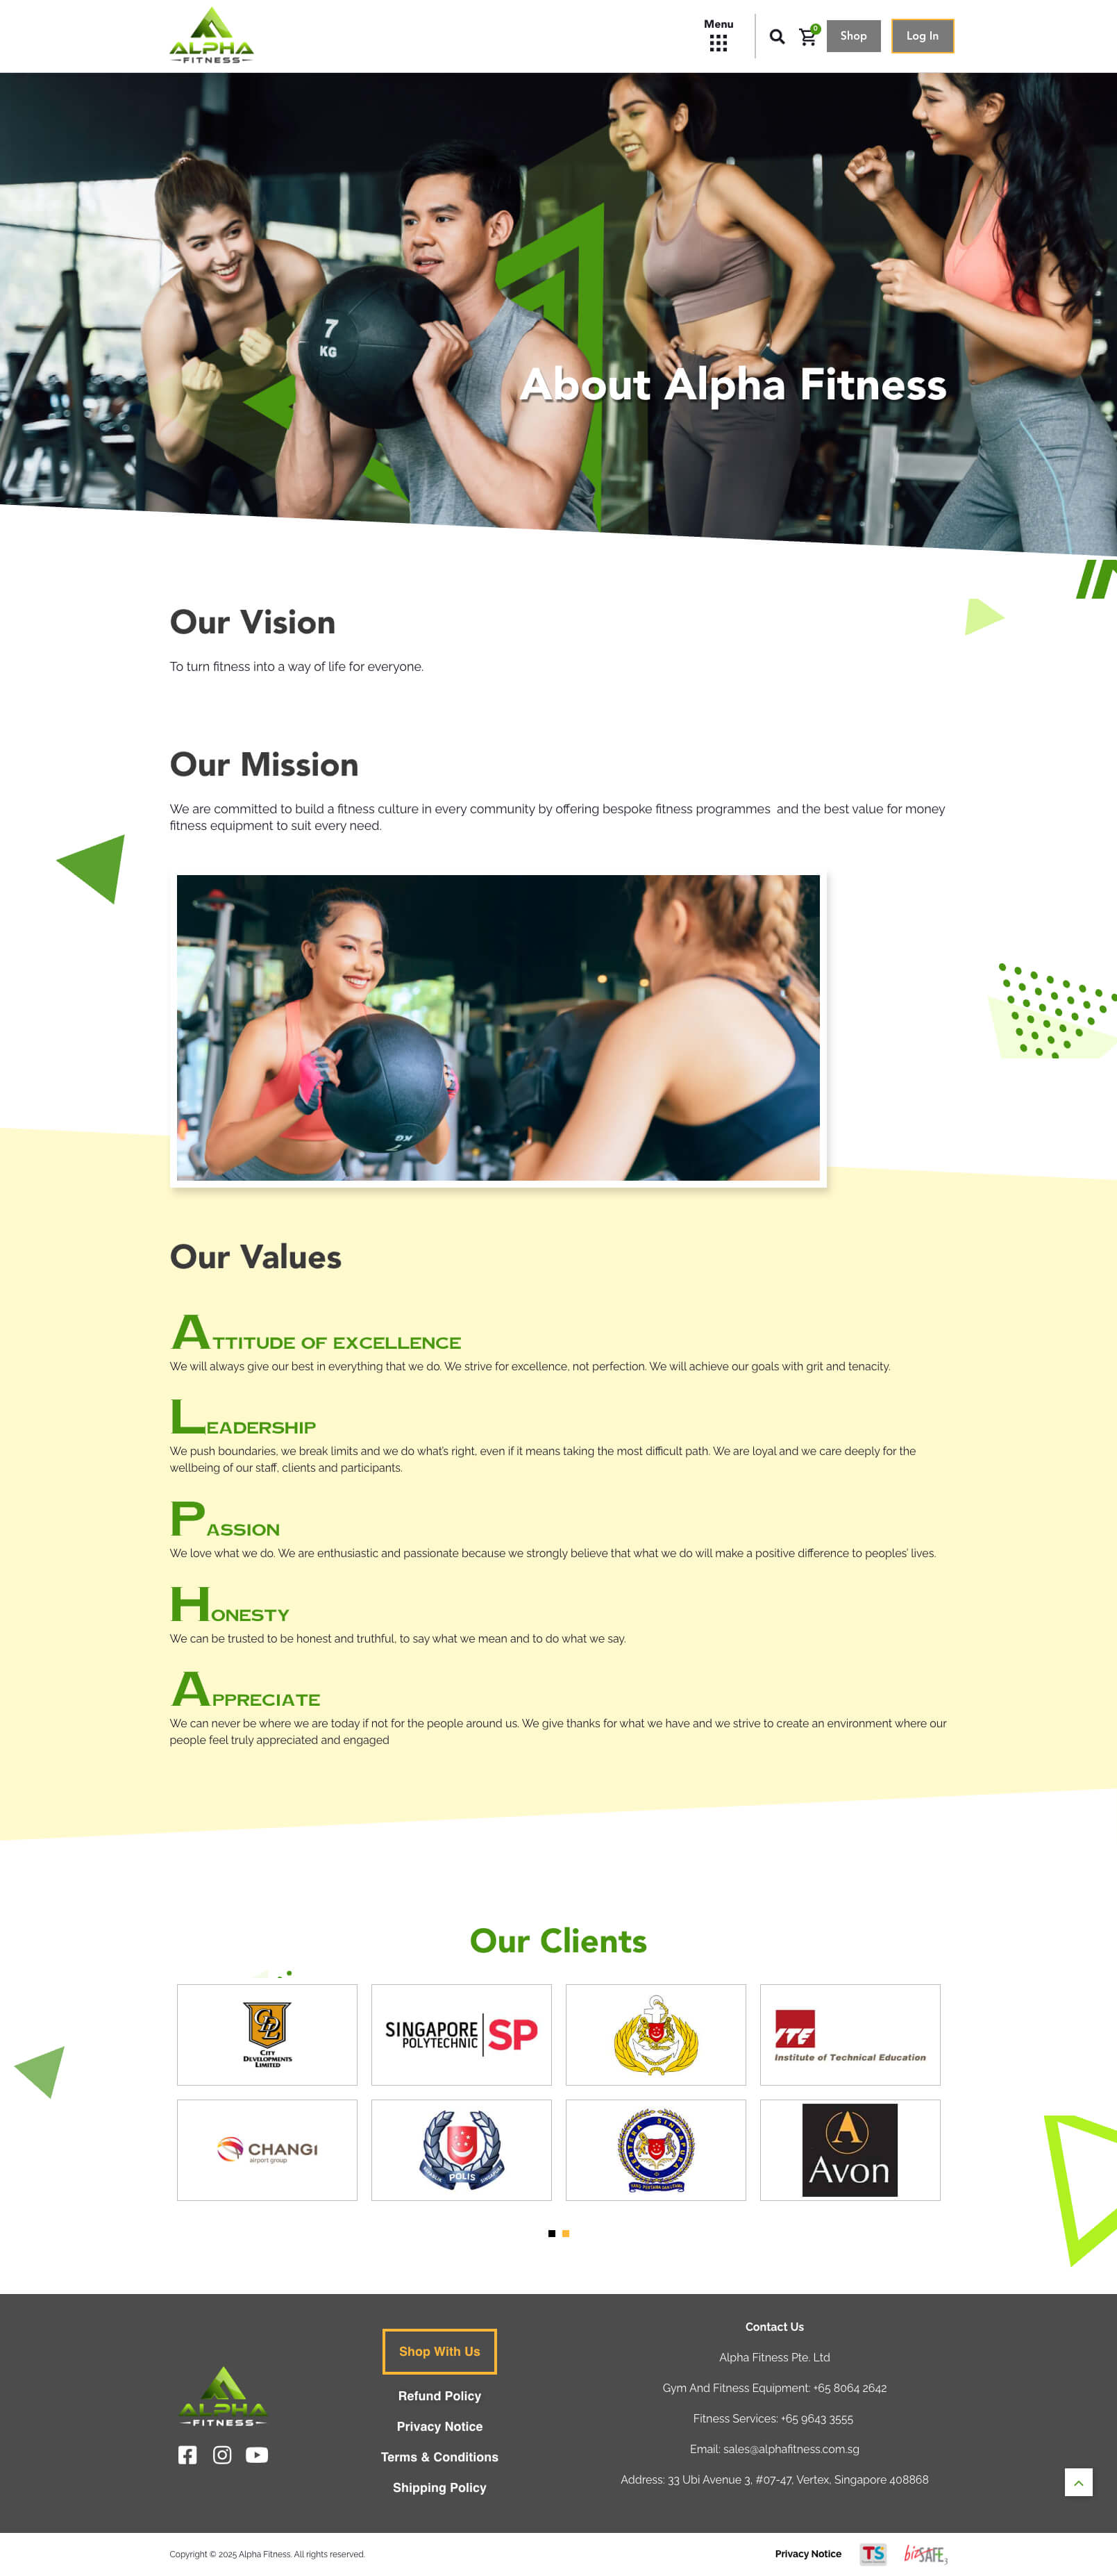 ALPHA
FITNESS
Menu
0
Shop
Log In
7
KG
About Alpha Fitness
Our Vision
To turn fitness into a way of life for everyone.
Our Mission
We are committed to build a fitness culture in every community by offering bespoke fitness programmes  and the best value for money
fitness equipment to suit every need.
KG
Our Values
ATTITUDE OF EXCELLENCE
We will always give our best in everything that we do. We strive for excellence, not perfection. We will achieve our goals with grit and tenacity.
LEADERSHIP
We push boundaries, we break limits and we do what's right, even if it means taking the most difficult path. We are loyal and we care deeply for the
wellbeing of our staff, clients and participants.
PASSION
We love what we do. We are enthusiastic and passionate because we strongly believe that what we do will make a positive difference to peoples' lives.
HONESTY
We can be trusted to be honest and truthful, to say what we mean and to do what we say.
APPRECIATE
We can never be where we are today if not for the people around us. We give thanks for what we have and we strive to create an environment where our
people feel truly appreciated and engaged
Our Clients
CDL
CITY
DEVELOPMENTS
LIMITED
SINGAPORE
POLYTECHNIC
SP
ITE
Institute of Technical Education
CHANGI
airport group
POLIS
SINGAPURA
A
Avon
ALPHA
FITNESS
Shop With Us
Refund Policy
Privacy Notice
Terms & Conditions
Shipping Policy
Contact Us
Alpha Fitness Pte. Ltd
Gym And Fitness Equipment: +65 8064 2642
Fitness Services: +65 9643 3555
Email: sales@alphafitness.com.sg
Address: 33 Ubi Avenue 3, #07-47, Vertex, Singapore 408868
Copyright © 2025 Alpha Fitness. All rights reserved.
Privacy Notice
TS
bizSAFE 3